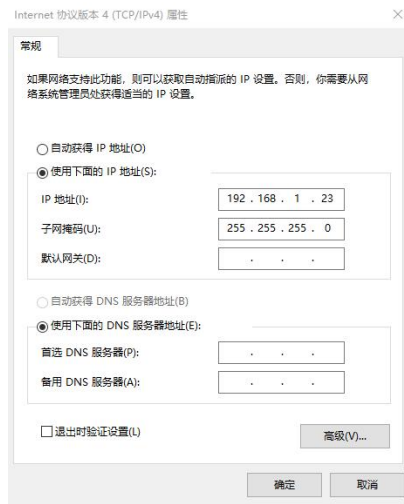 Internet 协议版本 4 (TCP/IPv4) 属性
常规
如果网络支持此功能，则可以获取自动指派的 IP 设置。否则，你需要从网
络系统管理员处获得适当的 IP 设置。
自动获得 IP 地址(O)
使用下面的 IP 地址(S):
IP 地址(I): 192 . 168 . 1 . 23
子网掩码(U): 255 . 255 . 255 . 0
默认网关(D): . . .
自动获得 DNS 服务器地址(B)
使用下面的 DNS 服务器地址(E):
首选 DNS 服务器(P): . . .
备用 DNS 服务器(A): . . .
退出时验证设置(L)
高级(V)...
确定 取消